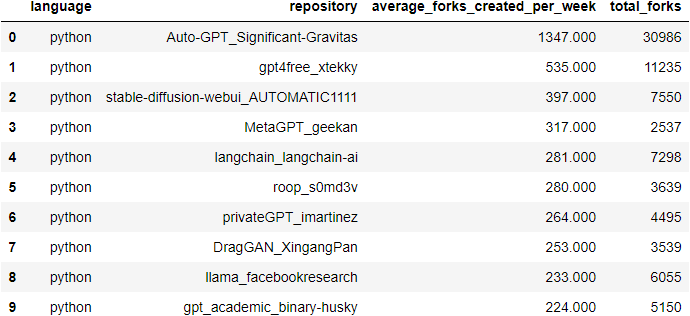 language repository average_forks_created_per_week total_forks
0 python Auto-GPT_Significant-Gravitas 1347.000 30986
1 python gpt4free_xtekky 535.000 11235
2 python stable-diffusion-webui_AUTOMATIC1111 397.000 7550
3 python MetaGPT_geekan 317.000 2537
4 python langchain_langchain-ai 281.000 7298
5 python roop_s0md3v 280.000 3639
6 python privateGPT_imartinez 264.000 4495
7 python DragGAN_XingangPan 253.000 3539
8 python llama_facebookresearch 233.000 6055
9 python gpt_academic_binary-husky 224.000 5150